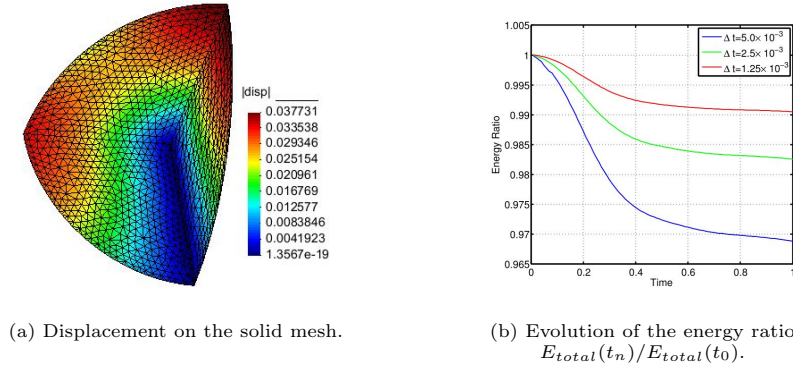 |disp|
0.037731
0.033538
0.029346
0.025154
0.020961
0.016769
0.012577
0.0083846
0.0041923
1.3567e-19
(a) Displacement on the solid mesh.
1.005
1
0.995
0.99
0.985
0.98
0.975
0.97
0.965
Energy Ratio
0 0.2 0.4 0.6 0.8 1
Time
Δ t=5.0× 10⁻³
Δ t=2.5× 10⁻³
Δ t=1.25× 10⁻³
(b) Evolution of the energy ratio
E_total(t_n)/E_total(t_0).